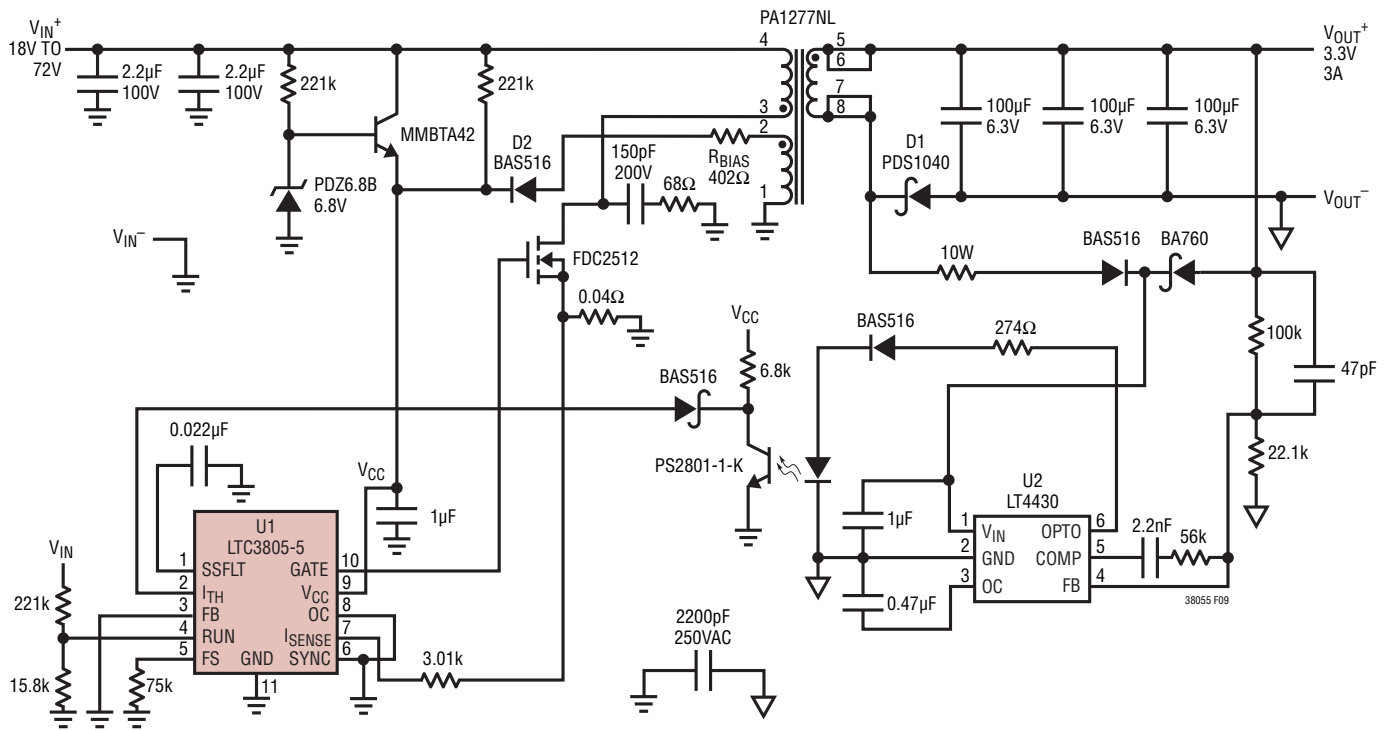 PA1277NL
V_IN^+
18V TO
72V
2.2µF
100V
2.2µF
100V
221k
MMBTA42
221k
D2
BAS516
R_BIAS
402Ω
150pF
200V
68Ω
4
3
2
1
5
6
7
8
PDZ6.8B
6.8V
V_IN^–
FDC2512
0.04Ω
D1
PDS1040
100µF
6.3V
100µF
6.3V
100µF
6.3V
V_OUT^+
3.3V
3A
V_OUT^–
10W
BAS516
BA760
100k
47pF
22.1k
V_CC
6.8k
BAS516
BAS516
274Ω
PS2801-1-K
0.022µF
V_CC
1µF
U1
LTC3805-5
1
SSFLT
2
I_TH
3
FB
4
RUN
5
FS
GND
11
GATE
10
V_CC
9
OC
8
I_SENSE
7
SYNC
6
V_IN
221k
15.8k
75k
3.01k
2200pF
250VAC
1µF
0.47µF
U2
LT4430
1
V_IN
2
GND
3
OC
OPTO
6
COMP
5
FB
4
2.2nF
56k
38055 F09